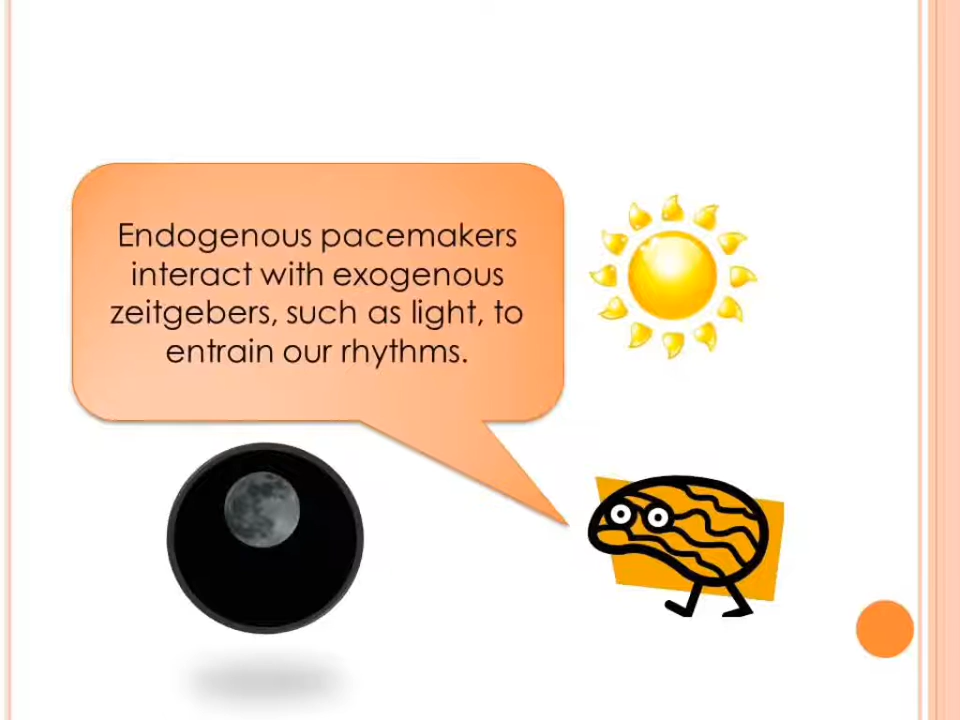 Endogenous pacemakers
interact with exogenous
zeitgebers, such as light, to
entrain our rhythms.